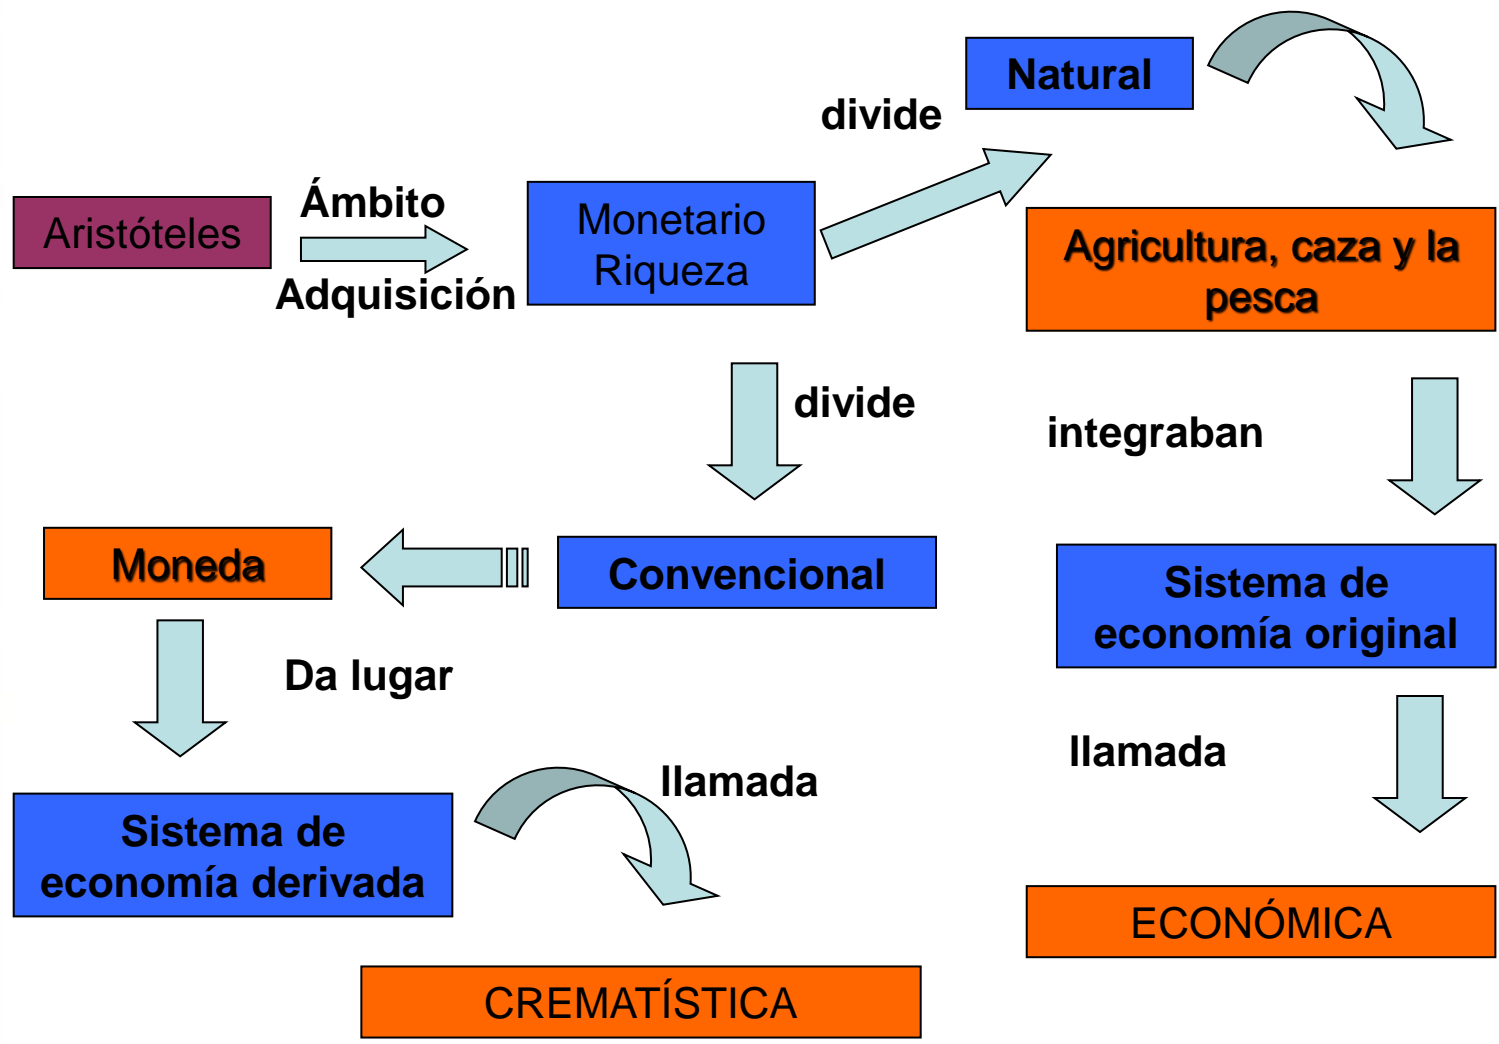 Natural
divide
Ámbito
Aristóteles
Adquisición
Monetario
Riqueza
Agricultura, caza y la
pesca
divide
integraban
Moneda
Convencional
Sistema de
economía original
Da lugar
llamada
llamada
Sistema de
economía derivada
ECONÓMICA
CREMATÍSTICA